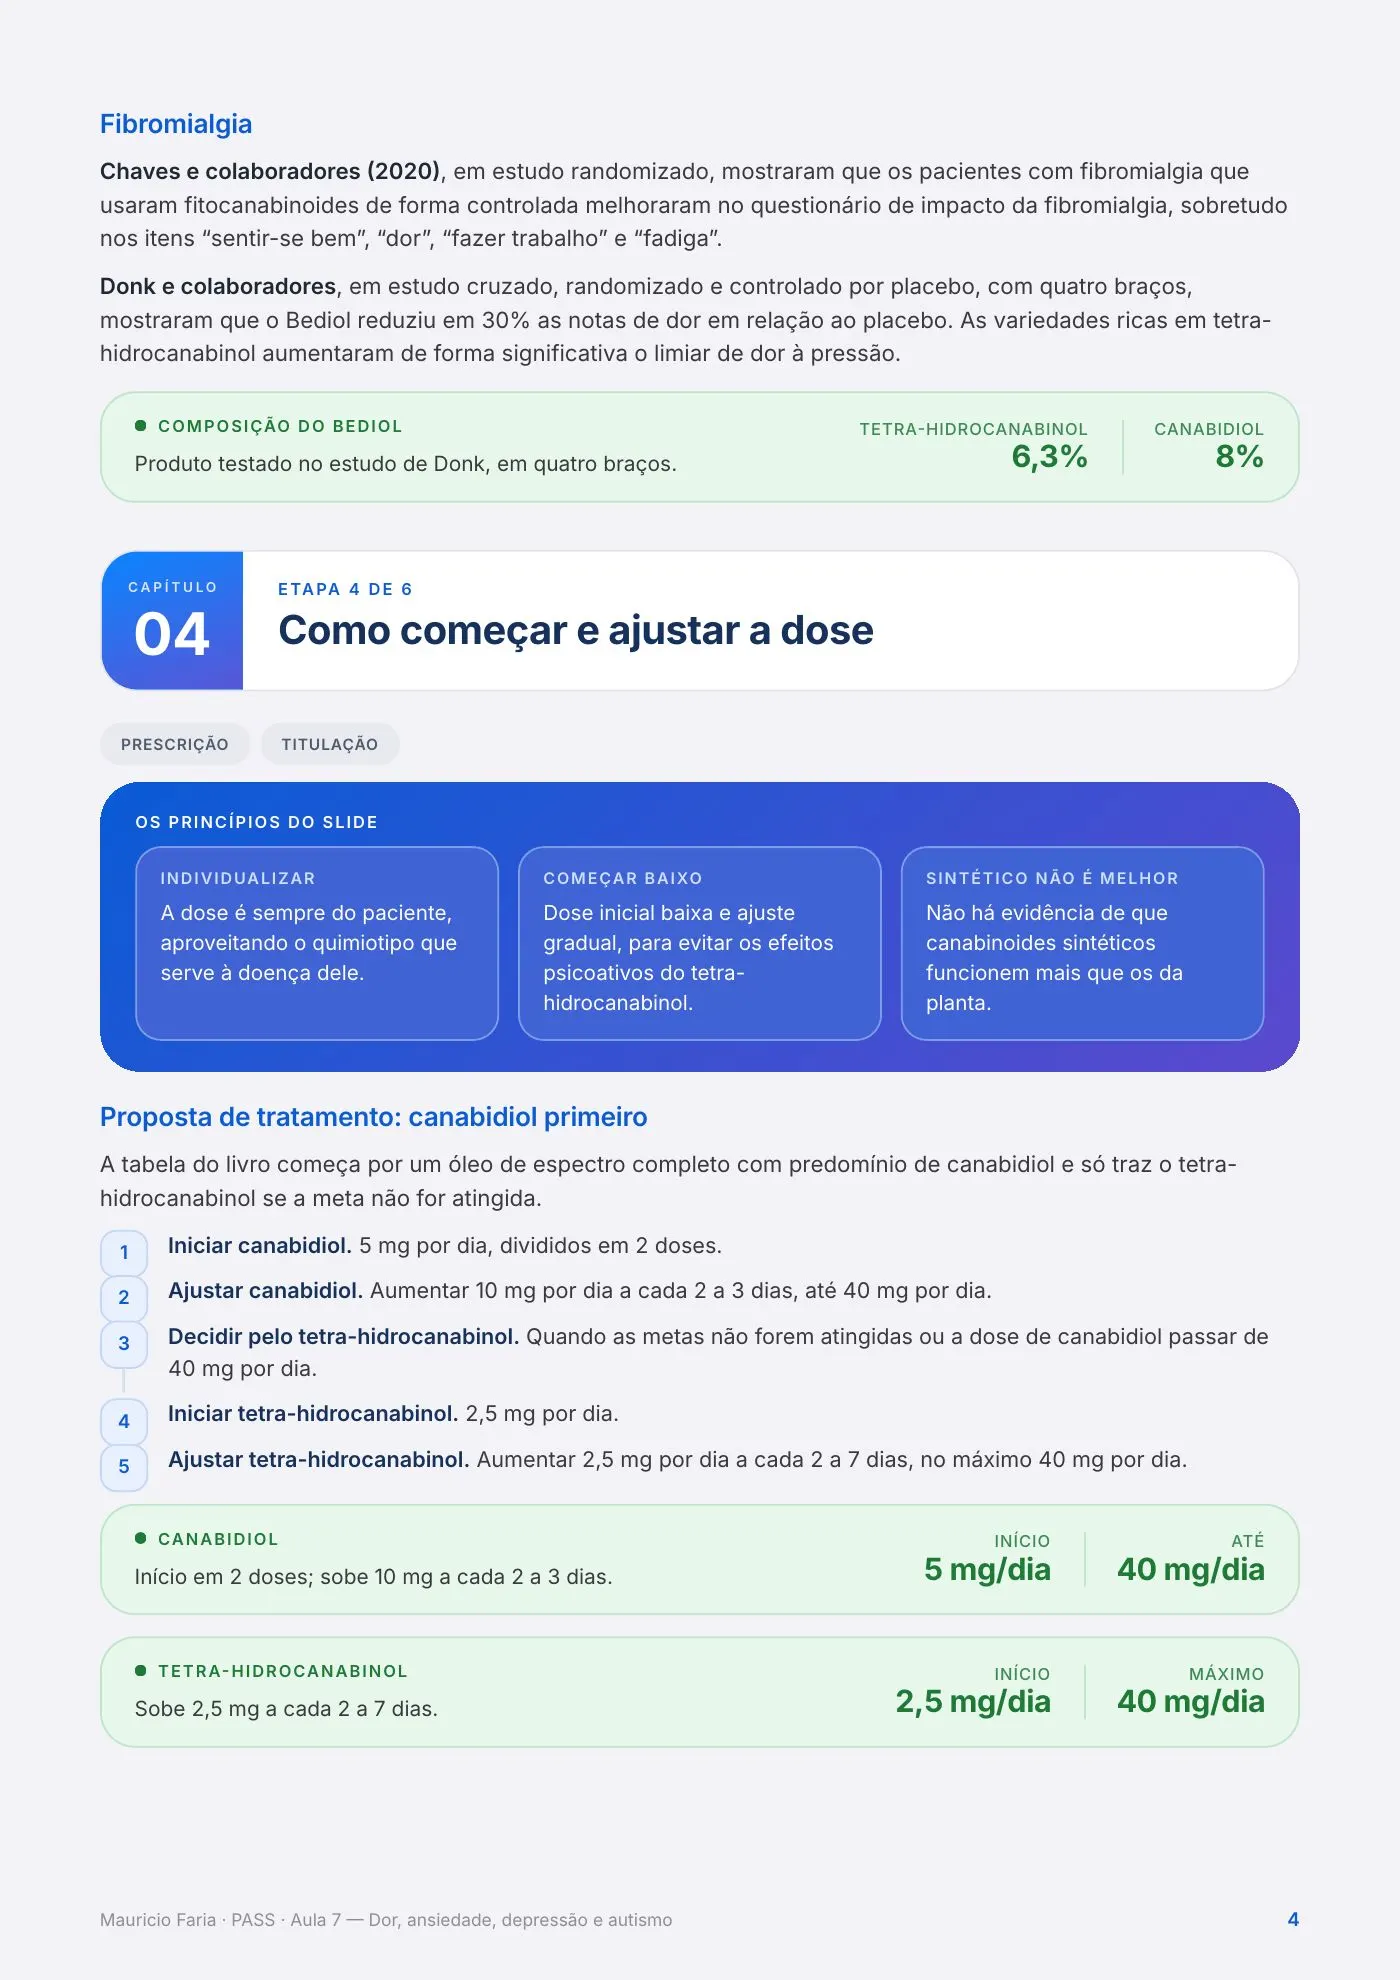 Fibromialgia
Chaves e colaboradores (2020), em estudo randomizado, mostraram que os pacientes com fibromialgia que
usaram fitocanabinoides de forma controlada melhoraram no questionário de impacto da fibromialgia, sobretudo
nos itens “sentir-se bem”, “dor”, “fazer trabalho” e “fadiga”.
Donk e colaboradores, em estudo cruzado, randomizado e controlado por placebo, com quatro braços,
mostraram que o Bediol reduziu em 30% as notas de dor em relação ao placebo. As variedades ricas em tetra-
hidrocanabinol aumentaram de forma significativa o limiar de dor à pressão.
COMPOSIÇÃO DO BEDIOL
Produto testado no estudo de Donk, em quatro braços.
TETRA-HIDROCANABINOL
6,3%
CANABIDIOL
8%
CAPÍTULO
04
ETAPA 4 DE 6
Como começar e ajustar a dose
PRESCRIÇÃO
TITULAÇÃO
OS PRINCÍPIOS DO SLIDE
INDIVIDUALIZAR
A dose é sempre do paciente,
aproveitando o quimiotipo que
serve à doença dele.
COMEÇAR BAIXO
Dose inicial baixa e ajuste
gradual, para evitar os efeitos
psicoativos do tetra-
hidrocanabinol.
SINTÉTICO NÃO É MELHOR
Não há evidência de que
canabinoides sintéticos
funcionem mais que os da
planta.
Proposta de tratamento: canabidiol primeiro
A tabela do livro começa por um óleo de espectro completo com predomínio de canabidiol e só traz o tetra-
hidrocanabinol se a meta não for atingida.
1 Iniciar canabidiol. 5 mg por dia, divididos em 2 doses.
2 Ajustar canabidiol. Aumentar 10 mg por dia a cada 2 a 3 dias, até 40 mg por dia.
3 Decidir pelo tetra-hidrocanabinol. Quando as metas não forem atingidas ou a dose de canabidiol passar de
40 mg por dia.
4 Iniciar tetra-hidrocanabinol. 2,5 mg por dia.
5 Ajustar tetra-hidrocanabinol. Aumentar 2,5 mg por dia a cada 2 a 7 dias, no máximo 40 mg por dia.
CANABIDIOL
Início em 2 doses; sobe 10 mg a cada 2 a 3 dias.
INÍCIO
5 mg/dia
ATÉ
40 mg/dia
TETRA-HIDROCANABINOL
Sobe 2,5 mg a cada 2 a 7 dias.
INÍCIO
2,5 mg/dia
MÁXIMO
40 mg/dia
Mauricio Faria · PASS · Aula 7 — Dor, ansiedade, depressão e autismo
4